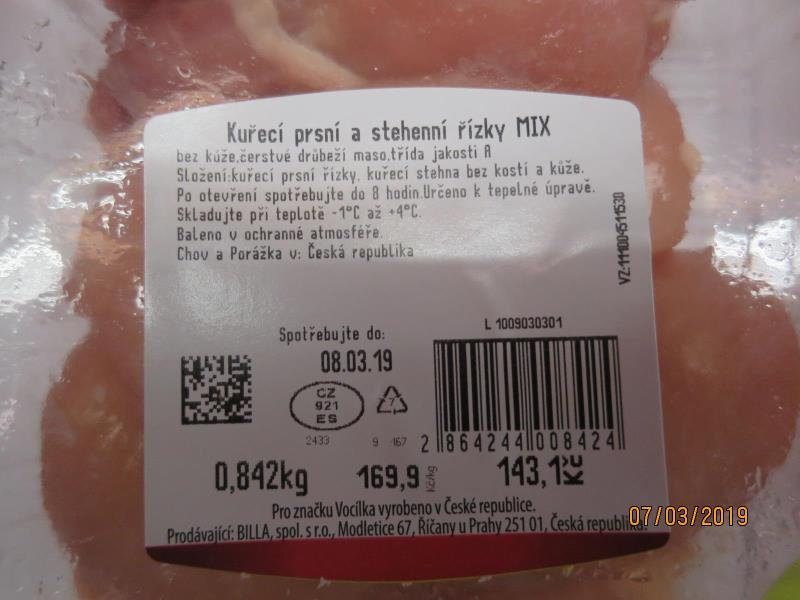 Kuřecí prsní a stehenní řízky MIX
bez kůže,čerstvé drůbeží maso,třída jakosti A
Složení:kuřecí prsní řízky, kuřecí stehna bez kostí a kůže.
Po otevření spotřebujte do 8 hodin.Určeno k tepelné úpravě.
Skladujte při teplotě -1°C až +4°C.
Baleno v ochranné atmosféře.
Chov a Porážka v: Česká republika
VZ:111004511530
L 1009030301
Spotřebujte do:
08.03.19
CZ
921
ES
7
2433
9 167
2 864244 008424
0,842kg
169,9 Kč/kg
143,1Kč
Pro značku Vocílka vyrobeno v České republice.
Prodávající: BILLA, spol. s r.o., Modletice 67, Říčany u Prahy 251 01, Česká republika.
07/03/2019